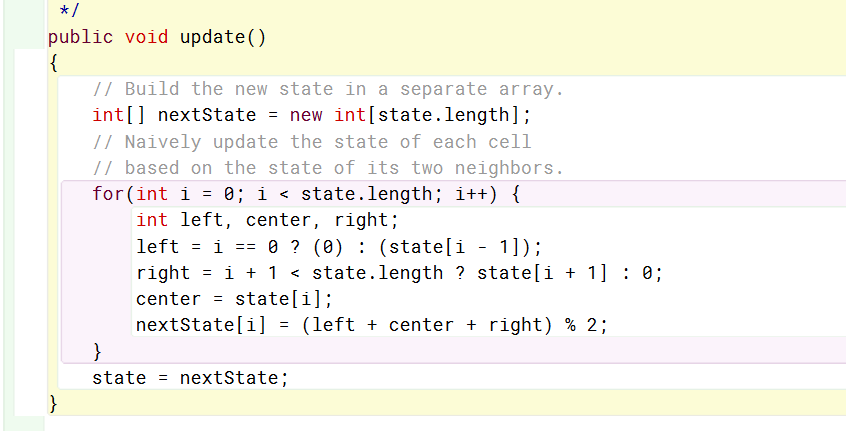 */
public void update()
{
// Build the new state in a separate array.
int[] nextState = new int[state.length];
// Naively update the state of each cell
// based on the state of its two neighbors.
for(int i = 0; i < state.length; i++) {
int left, center, right;
left = i == 0 ? (0) : (state[i - 1]);
right = i + 1 < state.length ? state[i + 1] : 0;
center = state[i];
nextState[i] = (left + center + right) % 2;
}
state = nextState;
}